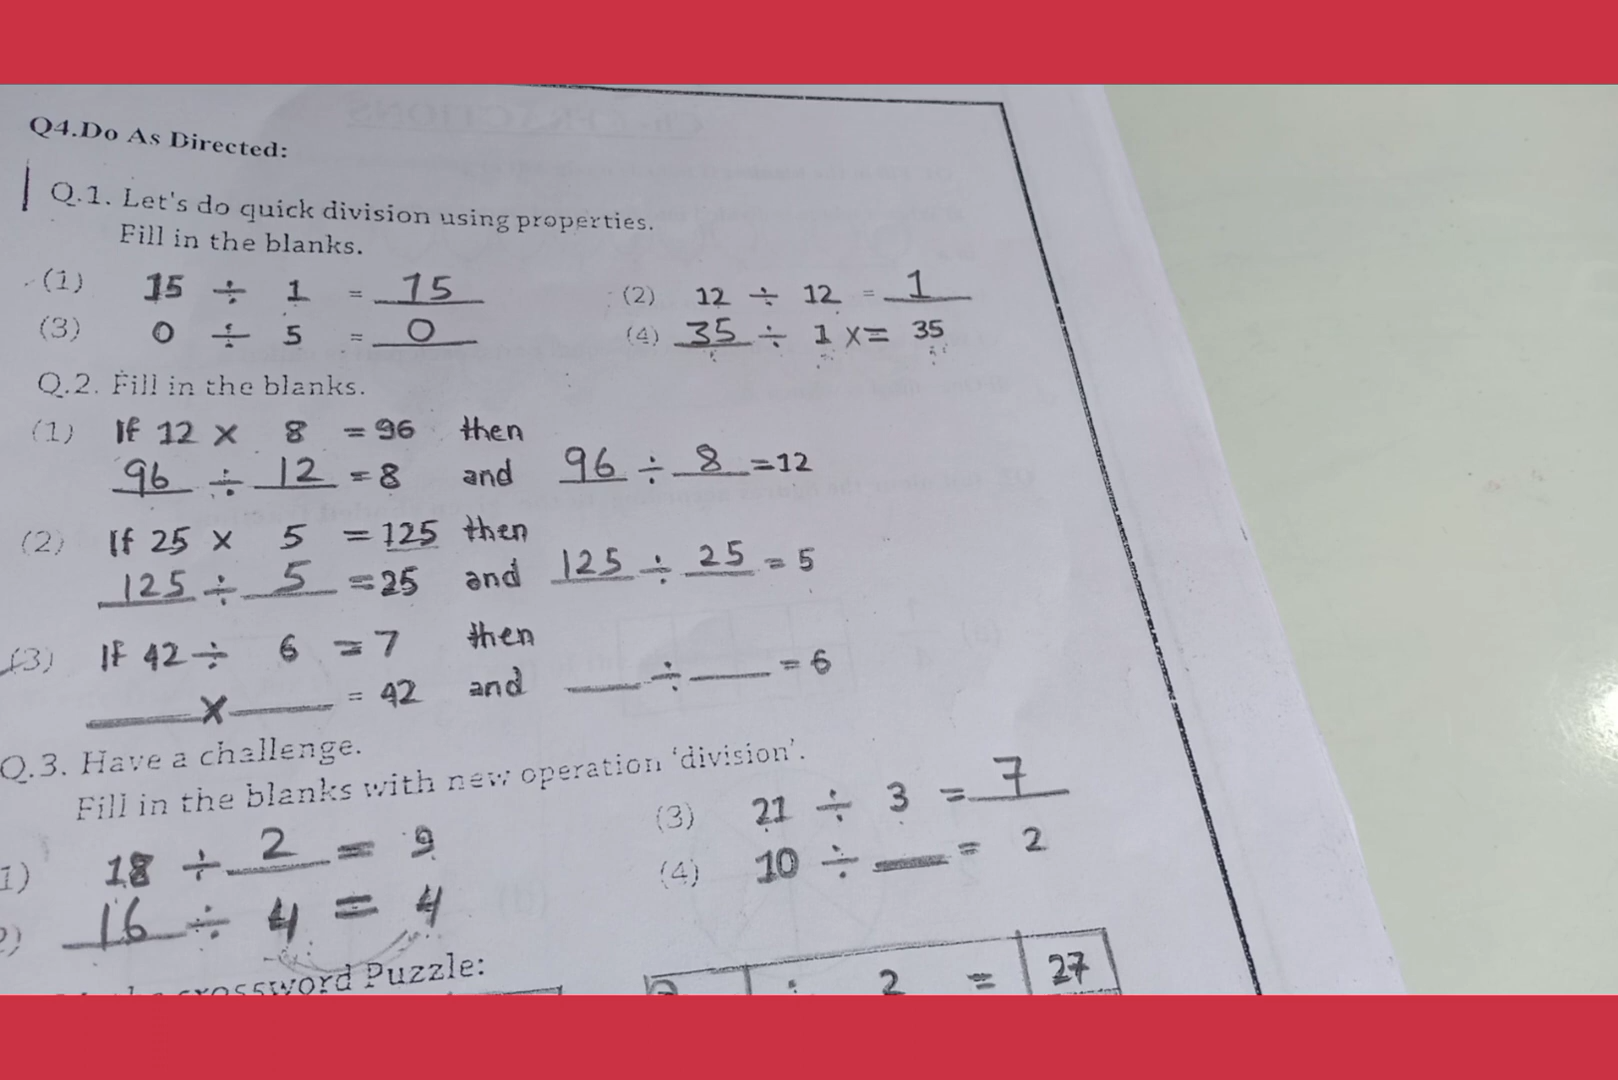 Q4.Do As Directed:
Q.1. Let's do quick division using properties.
Fill in the blanks.
(1) 15 ÷ 1 = 15 (2) 12 ÷ 12 = 1
(3) 0 ÷ 5 = 0 (4) 35 ÷ 1 x= 35
Q.2. Fill in the blanks.
(1) If 12 x 8 = 96 then
96 ÷ 12 = 8 and 96 ÷ 8 = 12
(2) If 25 x 5 = 125 then
125 ÷ 5 = 25 and 125 ÷ 25 = 5
(3) If 42 ÷ 6 = 7 then
____x____ = 42 and ___÷___ = 6
Q.3. Have a challenge.
Fill in the blanks with new operation 'division'.
1) 18 ÷ 2 = 9 (3) 21 ÷ 3 = 7
16 ÷ 4 = 4 (4) 10 ÷ ___ = 2
crossword Puzzle:
÷ 2 = 27